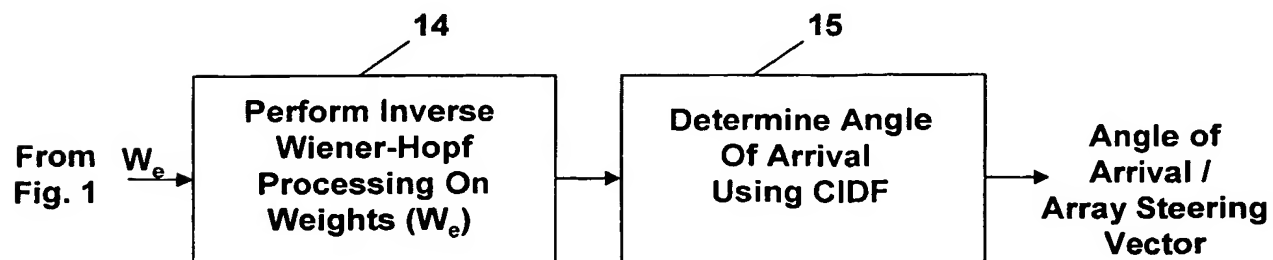 14
15
From
Fig. 1
Wₑ
Perform Inverse
Wiener-Hopf
Processing On
Weights (Wₑ)
Determine Angle
Of Arrival
Using CIDF
Angle of
Arrival /
Array Steering
Vector